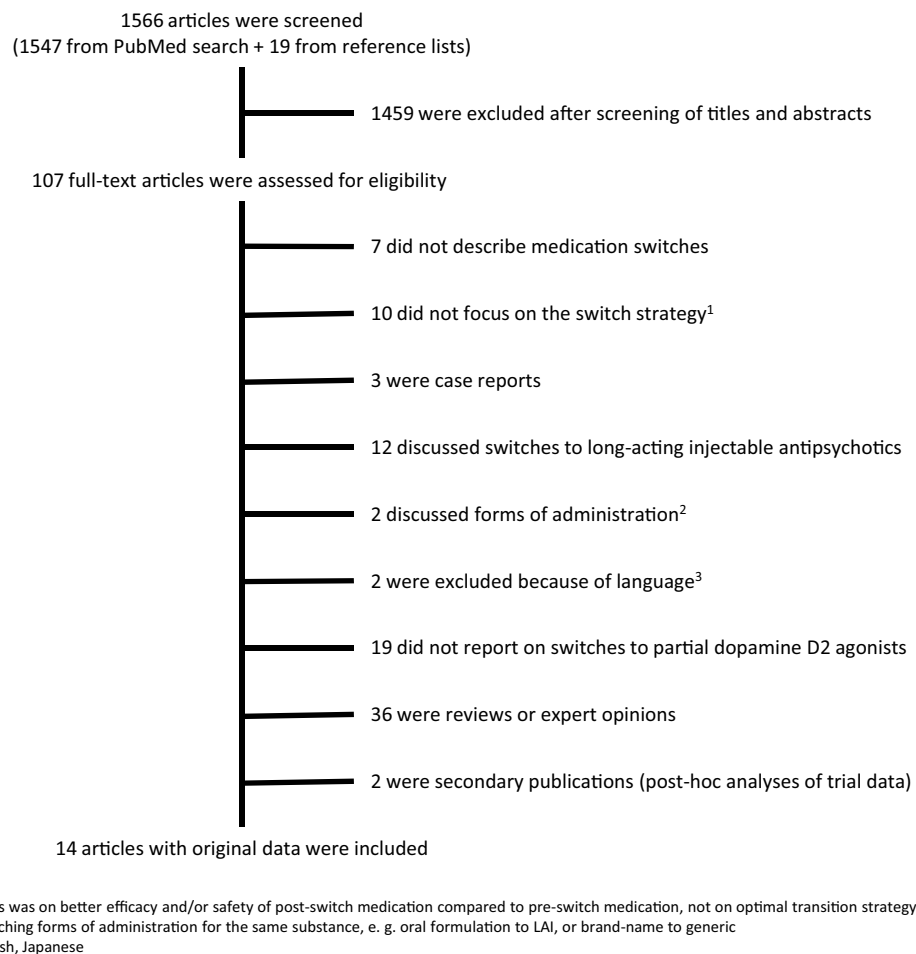 1566 articles were screened
(1547 from PubMed search + 19 from reference lists)
1459 were excluded after screening of titles and abstracts
107 full-text articles were assessed for eligibility
7 did not describe medication switches
10 did not focus on the switch strategy¹
3 were case reports
12 discussed switches to long-acting injectable antipsychotics
2 discussed forms of administration²
2 were excluded because of language³
19 did not report on switches to partial dopamine D2 agonists
36 were reviews or expert opinions
2 were secondary publications (post-hoc analyses of trial data)
14 articles with original data were included
was on better efficacy and/or safety of post-switch medication compared to pre-switch medication, not on optimal transition strategy
forms of administration for the same substance, e. g. oral formulation to LAI, or brand-name to generic
Japanese